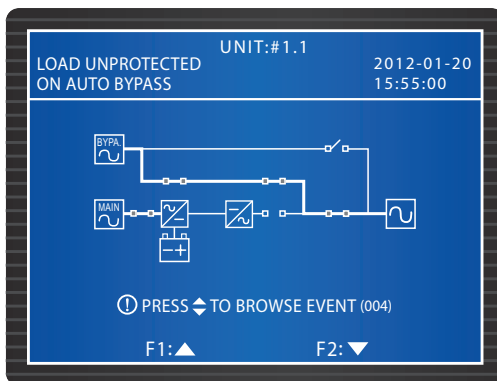 UNIT:#1.1
LOAD UNPROTECTED
2012-01-20
ON AUTO BYPASS
15:55:00
BYPA.
MAIN
PRESS TO BROWSE EVENT (004)
F1:
F2: